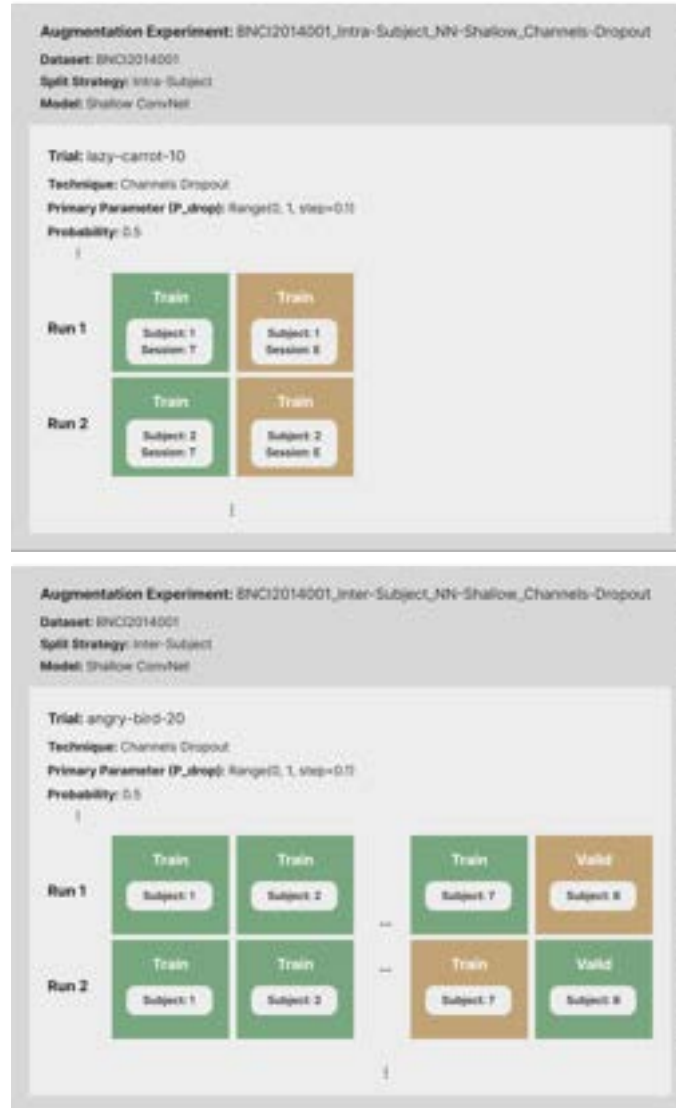 Augmentation Experiment: BNCI2014001_Intra-Subject_NN-Shallow_Channels-Dropout
Dataset: BNCI2014001
Split Strategy: Intra-Subject
Model: Shallow ConvNet
Trial: lazy-carrot-10
Technique: Channels Dropout
Primary Parameter (P_drop): Range(0, 1, step=0.1)
Probability: 0.5
⋮
Train Train
Run 1
Subject: 1 Subject: 1
Session: T Session: E
Train Train
Run 2
Subject: 2 Subject: 2
Session: T Session: E
⋮
Augmentation Experiment: BNCI2014001_Inter-Subject_NN-Shallow_Channels-Dropout
Dataset: BNCI2014001
Split Strategy: Inter-Subject
Model: Shallow ConvNet
Trial: angry-bird-20
Technique: Channels Dropout
Primary Parameter (P_drop): Range(0, 1, step=0.1)
Probability: 0.5
⋮
Train Train Train Valid
Run 1 Subject: 1 Subject: 2 Subject: 7 Subject: 8
...
Train Train ... Train Valid
Run 2 Subject: 1 Subject: 2 Subject: 7 Subject: 8
⋮